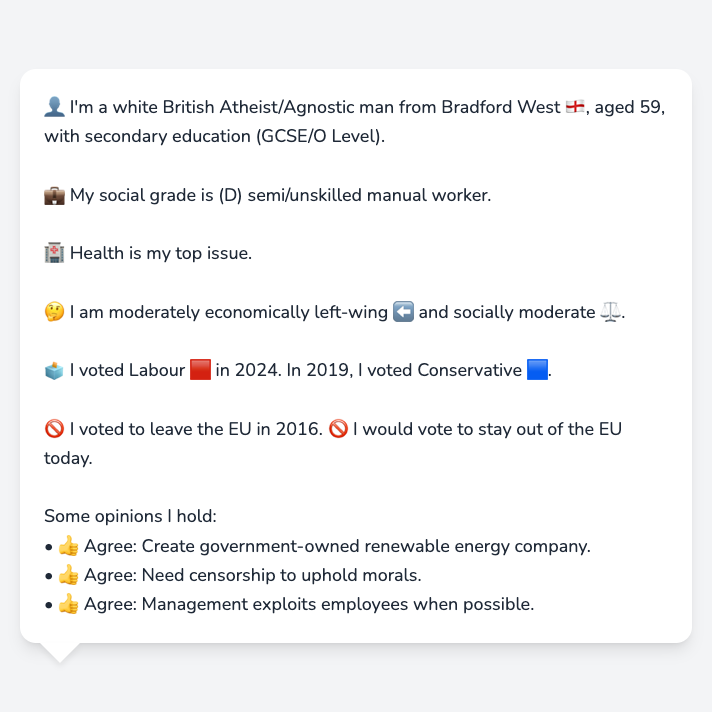 👤 I'm a white British Atheist/Agnostic man from Bradford West 🏴󠁧󠁢󠁥󠁮󠁧󠁿, aged 59,
with secondary education (GCSE/O Level).
💼 My social grade is (D) semi/unskilled manual worker.
🏥 Health is my top issue.
🤔 I am moderately economically left-wing ⬅️ and socially moderate ⚖️.
🗳️ I voted Labour 🟥 in 2024. In 2019, I voted Conservative 🟦.
🚫 I voted to leave the EU in 2016. 🚫 I would vote to stay out of the EU
today.
Some opinions I hold:
• 👍 Agree: Create government-owned renewable energy company.
• 👍 Agree: Need censorship to uphold morals.
• 👍 Agree: Management exploits employees when possible.